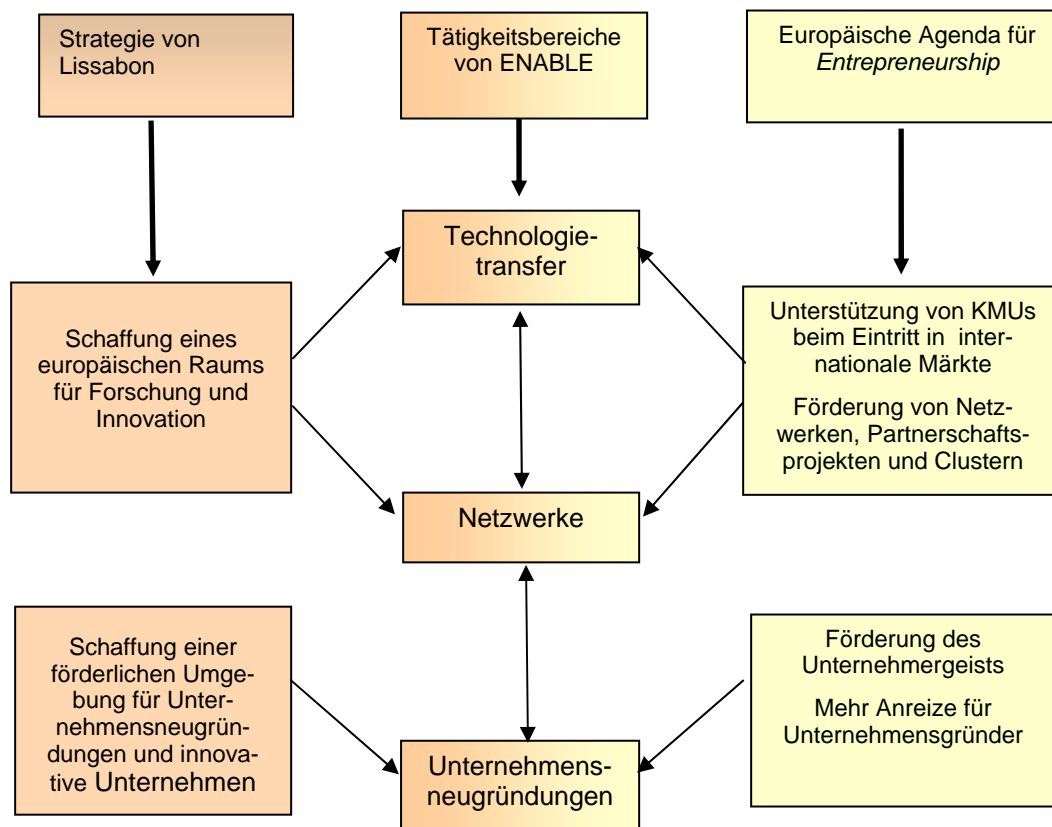 Strategie von
Lissabon
Tätigkeitsbereiche
von ENABLE
Europäische Agenda für
Entrepreneurship
Technologie-
transfer
Schaffung eines
europäischen Raums
für Forschung und
Innovation
Unterstützung von KMUs
beim Eintritt in inter-
nationale Märkte
Förderung von Netz-
werken, Partnerschafts-
projekten und Clustern
Netzwerke
Schaffung einer
förderlichen Umge-
bung für Unter-
nehmensneugrün-
dungen und innova-
tive Unternehmen
Förderung des
Unternehmergeists
Mehr Anreize für
Unternehmensgründer
Unternehmens-
neugründungen